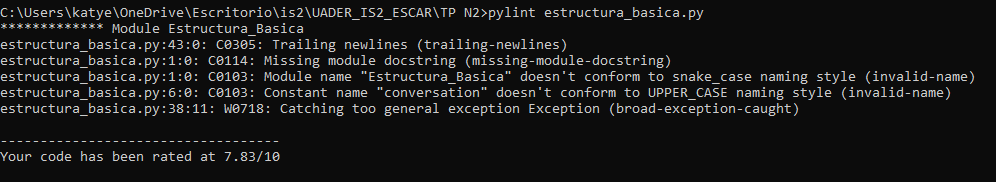 C:\Users\katye\OneDrive\Escritorio\is2\UADER_IS2_ESCAR\TP N2>pylint estructura_basica.py
************* Module Estructura_Basica
estructura_basica.py:43:0: C0305: Trailing newlines (trailing-newlines)
estructura_basica.py:1:0: C0114: Missing module docstring (missing-module-docstring)
estructura_basica.py:1:0: C0103: Module name "Estructura_Basica" doesn't conform to snake_case naming style (invalid-name)
estructura_basica.py:6:0: C0103: Constant name "conversation" doesn't conform to UPPER_CASE naming style (invalid-name)
estructura_basica.py:38:11: W0718: Catching too general exception Exception (broad-exception-caught)
-----------------------------------
Your code has been rated at 7.83/10